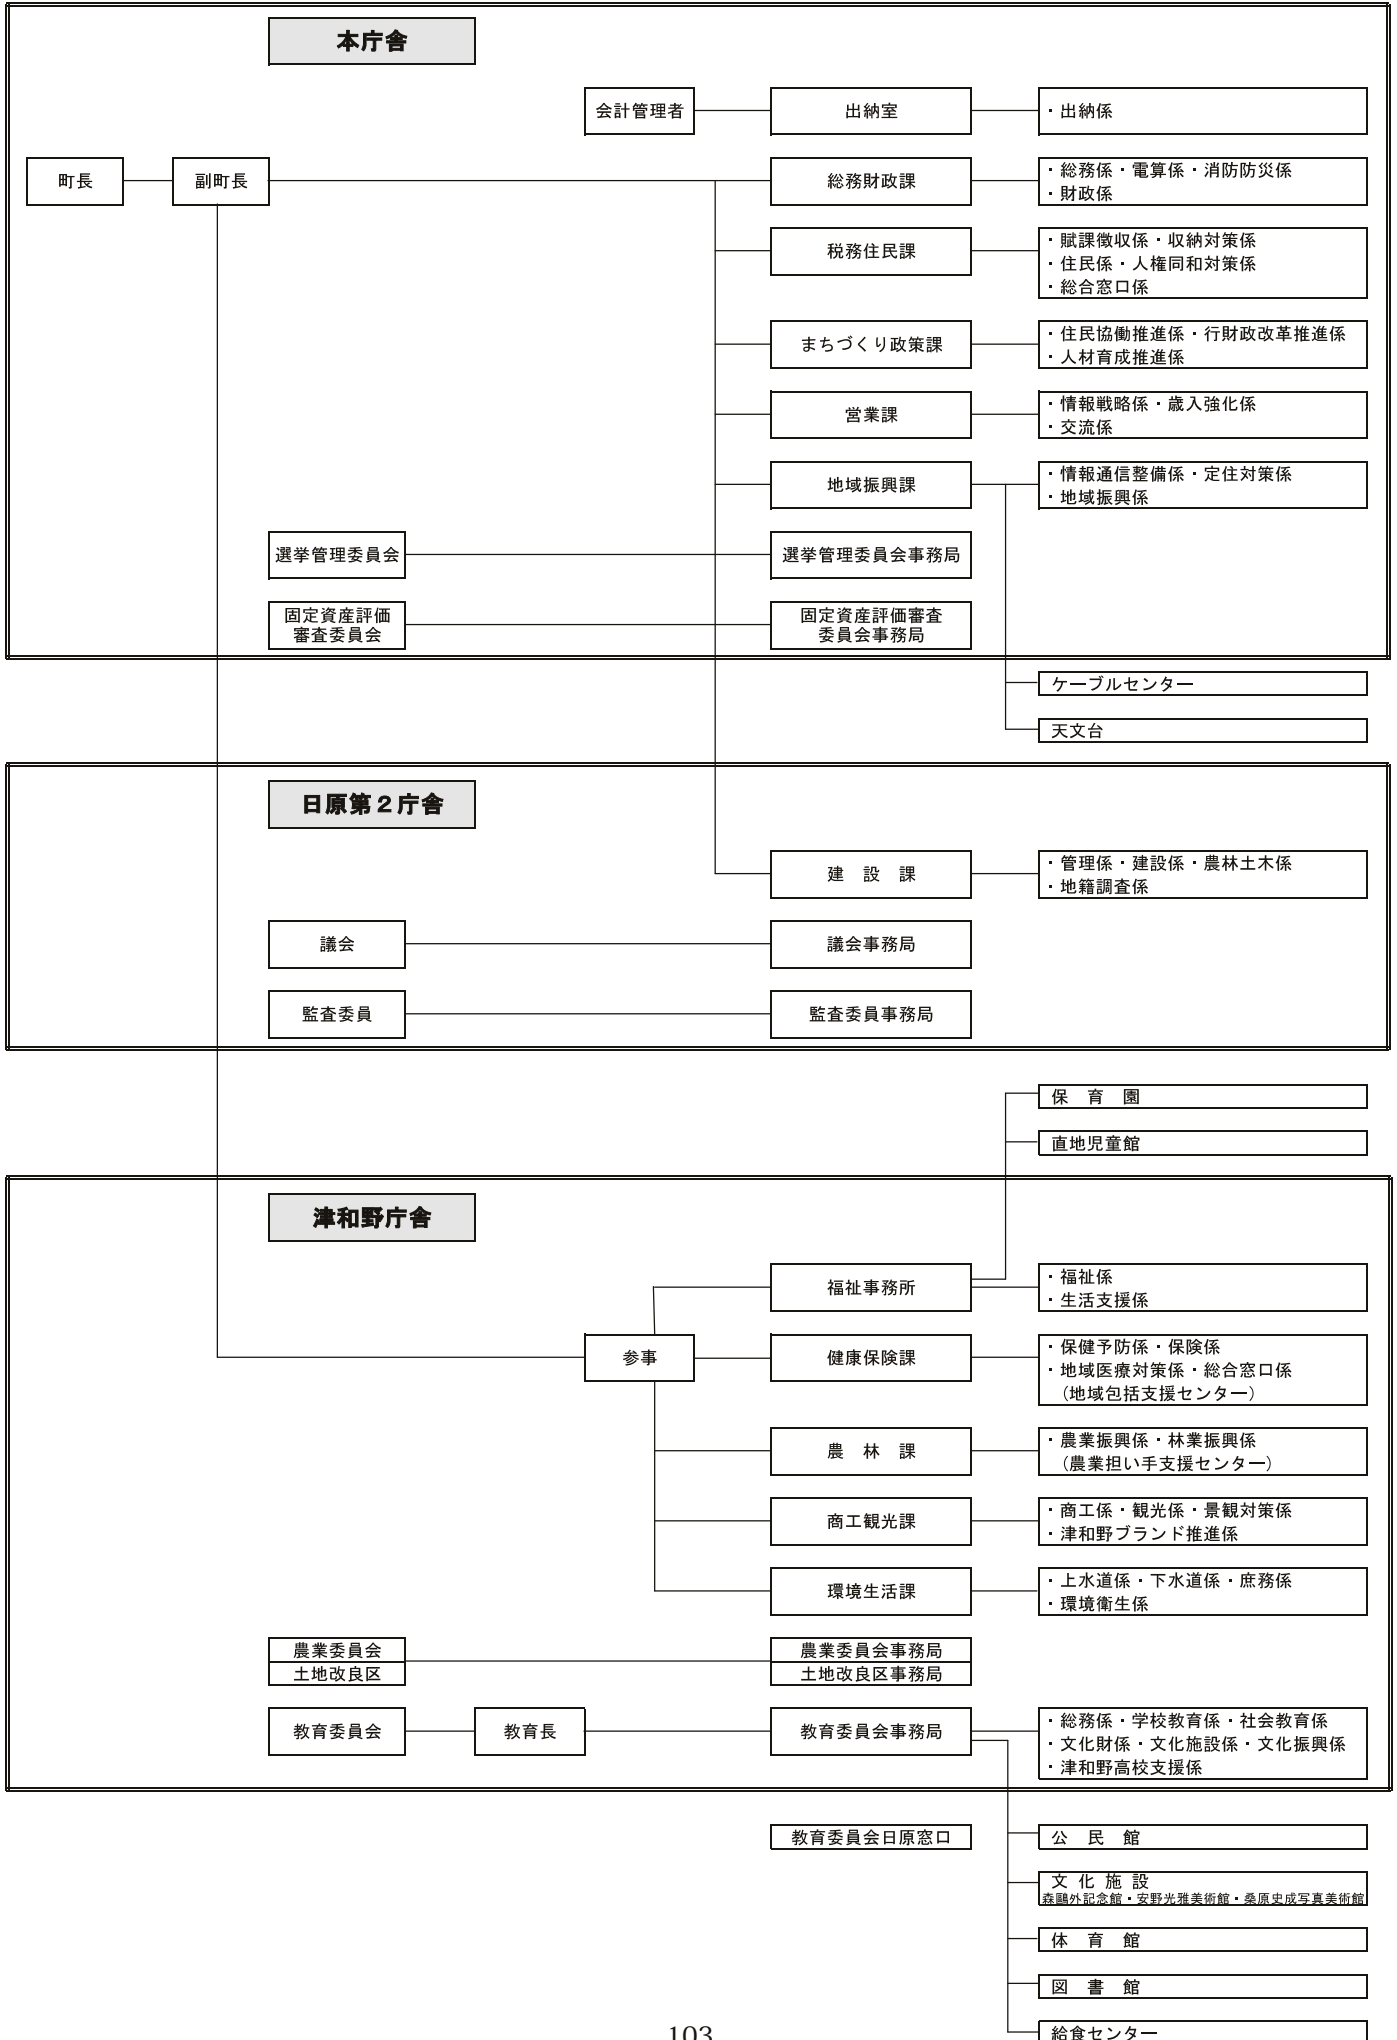 本庁舎
会計管理者
出納室
・出納係
町長
副町長
総務財政課
・総務係・電算係・消防防災係
・財政係
税務住民課
・賦課徴収係・収納対策係
・住民係・人権同和対策係
・総合窓口係
まちづくり政策課
・住民協働推進係・行財政改革推進係
・人材育成推進係
営業課
・情報戦略係・歳入強化係
・交流係
地域振興課
・情報通信整備係・定住対策係
・地域振興係
選挙管理委員会
選挙管理委員会事務局
固定資産評価
審査委員会
固定資産評価審査
委員会事務局
ケーブルセンター
天文台
日原第2庁舎
建　設　課
・管理係・建設係・農林土木係
・地籍調査係
議会
議会事務局
監査委員
監査委員事務局
保　育　園
直地児童館
津和野庁舎
福祉事務所
・福祉係
・生活支援係
参事
健康保険課
・保健予防係・保険係
・地域医療対策係・総合窓口係
（地域包括支援センター）
農　林　課
・農業振興係・林業振興係
（農業担い手支援センター）
商工観光課
・商工係・観光係・景観対策係
・津和野ブランド推進係
環境生活課
・上水道係・下水道係・庶務係
・環境衛生係
農業委員会
土地改良区
農業委員会事務局
土地改良区事務局
教育委員会
教育長
教育委員会事務局
・総務係・学校教育係・社会教育係
・文化財係・文化施設係・文化振興係
・津和野高校支援係
教育委員会日原窓口
公　民　館
文 化 施 設
森鷗外記念館・安野光雅美術館・桑原史成写真美術館
体　育　館
図　書　館
給食センター
103